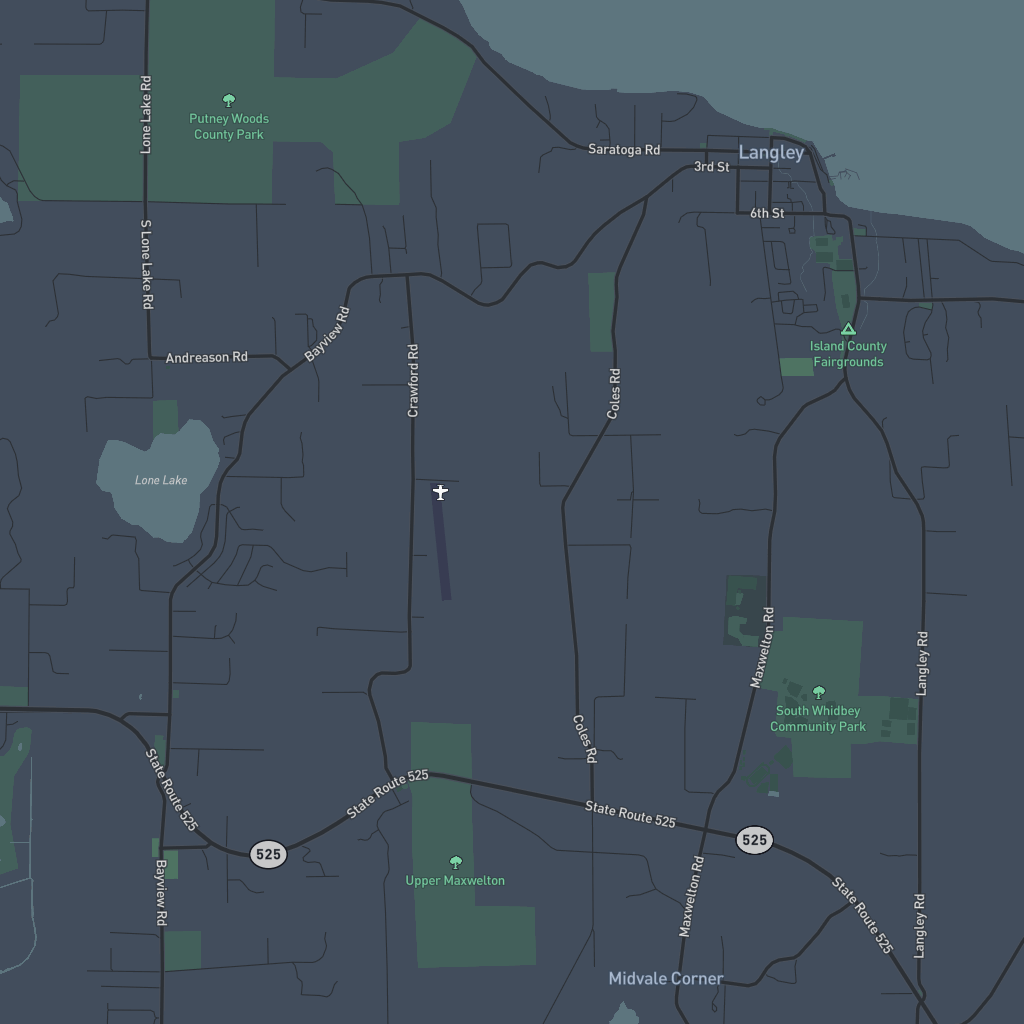 Lone Lake Rd
Putney Woods
County Park
Saratoga Rd
Langley
3rd St
6th St
S Lone Lake Rd
Andreason Rd
Bayview Rd
Crawford Rd
Coles Rd
Island County
Fairgrounds
Lone Lake
Maxwelton Rd
Langley Rd
South Whidbey
Community Park
Coles Rd
State Route 525
State Route 525
State Route 525
525
525
Upper Maxwelton
Bayview Rd
Maxwelton Rd
State Route 525
Langley Rd
Midvale Corner